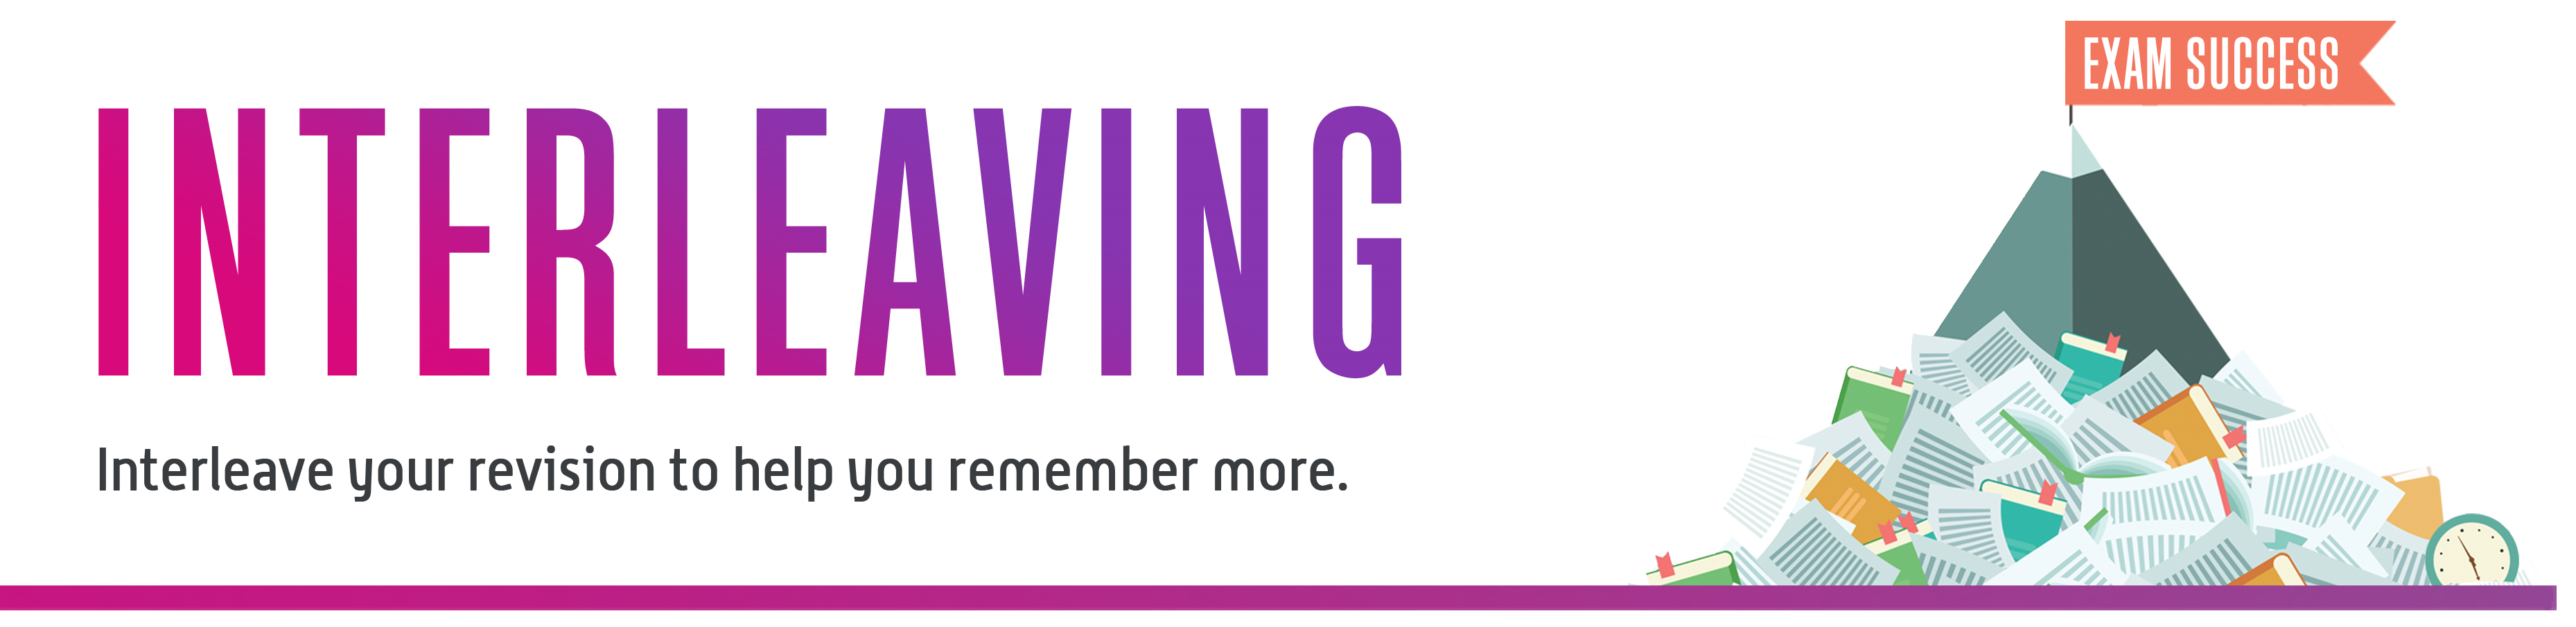 EXAM SUCCESS
INTERLEAVING
Interleave your revision to help you remember more.